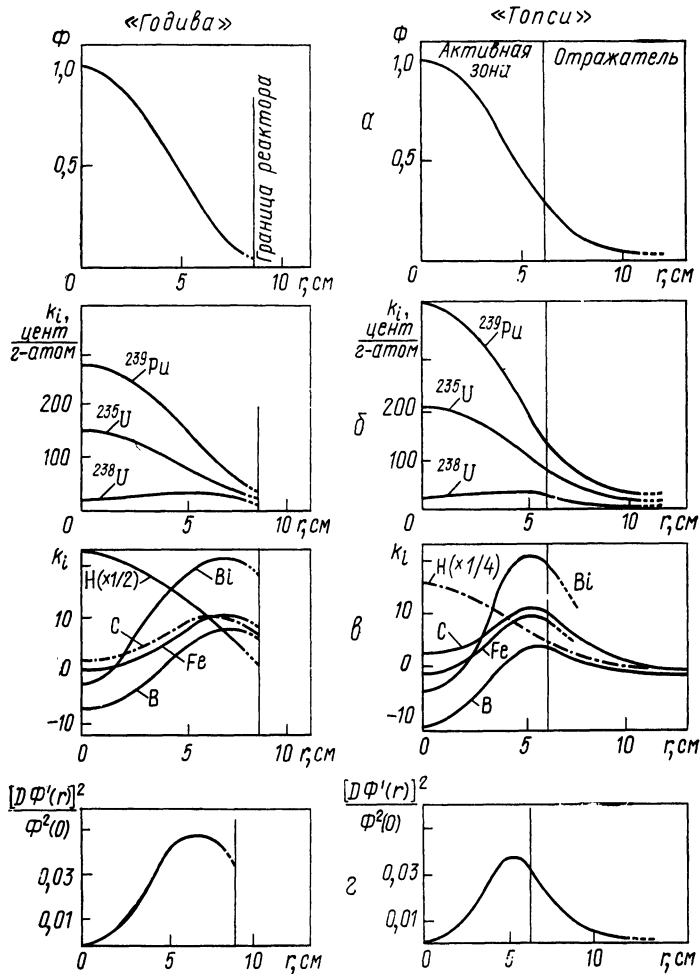 «Годива»
Ф
1,0
0,5
Граница реактора
0
5
10
r, см
«Топси»
Ф
1,0
0,5
Активная
зона
Отражатель
а
0
5
10
r, см
k_i,
цент
г-атом
200
100
²³⁹Pu
²³⁵U
²³⁸U
0
5
10
r, см
k_i,
цент
г-атом
200
100
²³⁹Pu
²³⁵U
²³⁸U
б
0
5
10
r, см
k_i
10
0
-10
H(×1/2)
Bi
C
Fe
B
0
5
10
r, см
k_i
10
0
-10
H(×1/4)
Bi
C
Fe
B
в
0
5
10
r, см
[DФ'(r)]²
Ф²(0)
0,03
0,01
0
5
10
r, см
[DФ'(r)]²
Ф²(0)
0,03
0,01
г
0
5
10
r, см